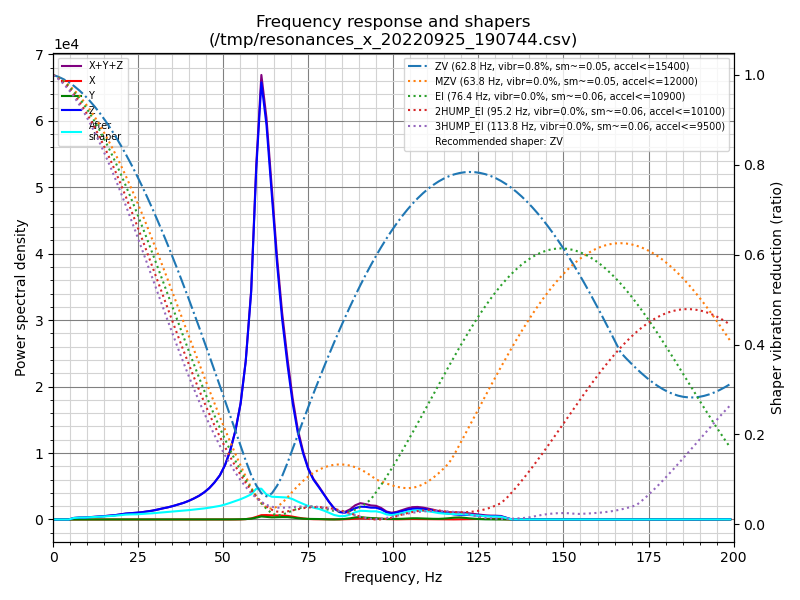 Frequency response and shapers
(/tmp/resonances_x_20220925_190744.csv)
1e4
X+Y+Z
X
Y
Z
After
shaper
ZV (62.8 Hz, vibr=0.8%, sm~=0.05, accel<=15400)
MZV (63.8 Hz, vibr=0.0%, sm~=0.05, accel<=12000)
EI (76.4 Hz, vibr=0.0%, sm~=0.06, accel<=10900)
2HUMP_EI (95.2 Hz, vibr=0.0%, sm~=0.06, accel<=10100)
3HUMP_EI (113.8 Hz, vibr=0.0%, sm~=0.06, accel<=9500)
Recommended shaper: ZV
7
6
5
4
3
2
1
0
Power spectral density
1.0
0.8
0.6
0.4
0.2
0.0
Shaper vibration reduction (ratio)
0 25 50 75 100 125 150 175 200
Frequency, Hz